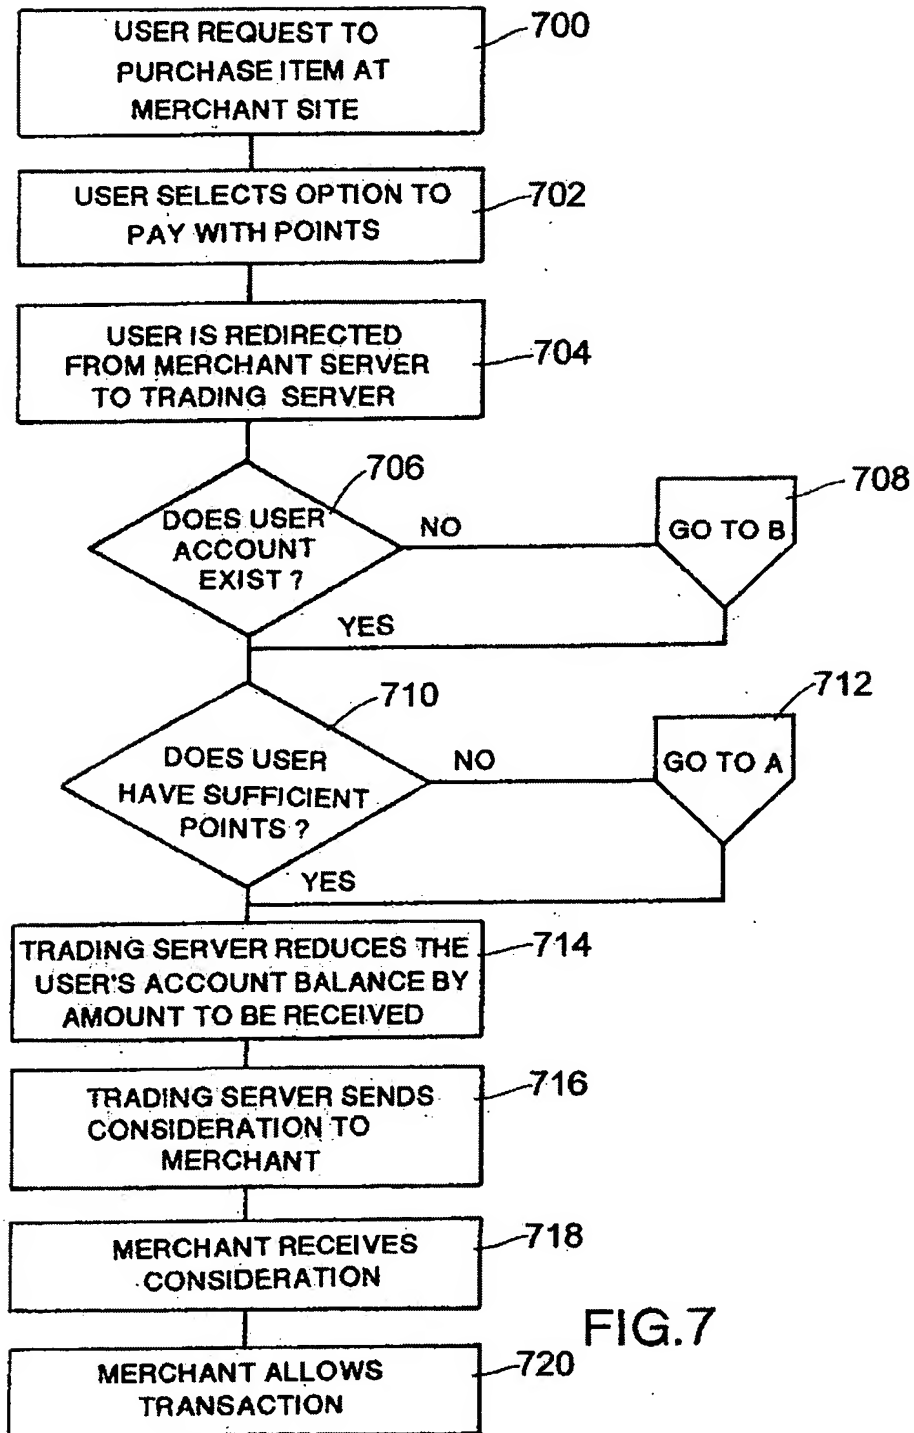 USER REQUEST TO
PURCHASE ITEM AT
MERCHANT SITE
700
USER SELECTS OPTION TO
PAY WITH POINTS
702
USER IS REDIRECTED
FROM MERCHANT SERVER
TO TRADING SERVER
704
706
DOES USER
ACCOUNT
EXIST ?
NO
708
GO TO B
YES
710
DOES USER
HAVE SUFFICIENT
POINTS ?
NO
712
GO TO A
YES
TRADING SERVER REDUCES THE
USER'S ACCOUNT BALANCE BY
AMOUNT TO BE RECEIVED
714
TRADING SERVER SENDS
CONSIDERATION TO
MERCHANT
716
MERCHANT RECEIVES
CONSIDERATION
718
MERCHANT ALLOWS
TRANSACTION
720
FIG.7